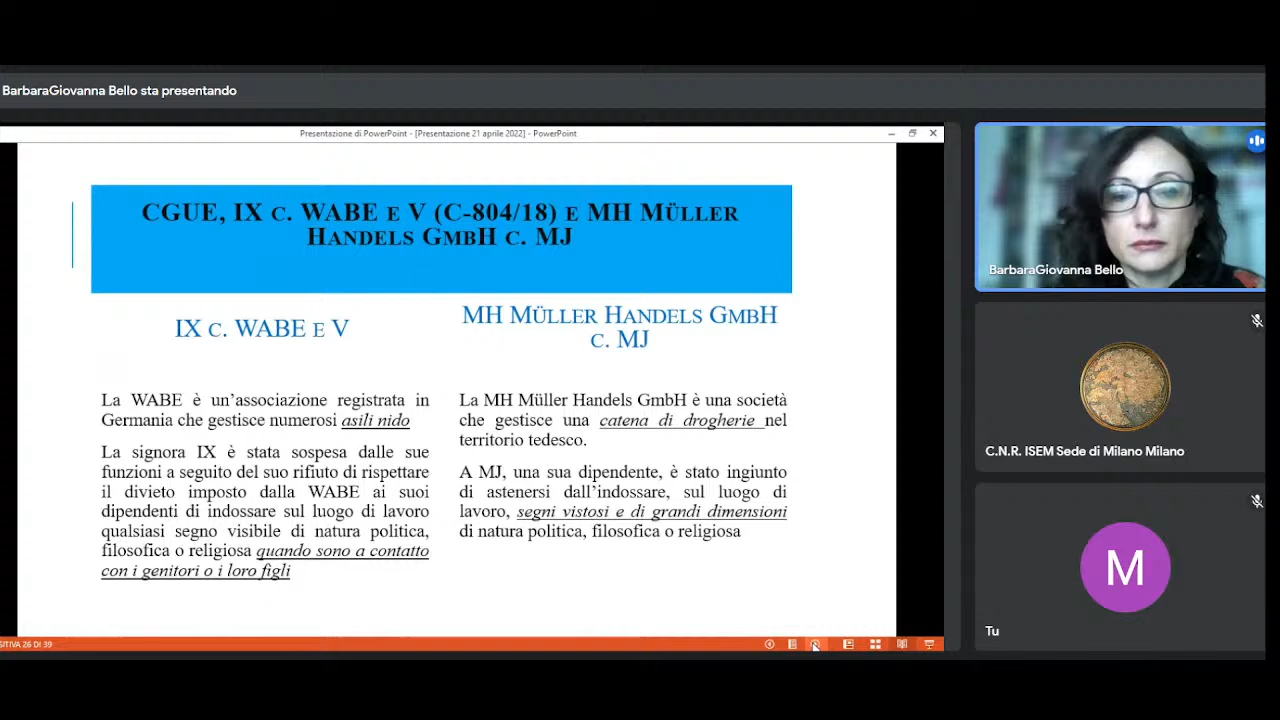 BarbaraGiovanna Bello sta presentando
Presentazione di PowerPoint - [Presentazione 21 aprile 2022] - PowerPoint
CGUE, IX c. WABE e V (C-804/18) e MH Müller
Handels GmbH c. MJ
IX c. WABE e V
La WABE è un'associazione registrata in
Germania che gestisce numerosi asili nido
La signora IX è stata sospesa dalle sue
funzioni a seguito del suo rifiuto di rispettare
il divieto imposto dalla WABE ai suoi
dipendenti di indossare sul luogo di lavoro
qualsiasi segno visibile di natura politica,
filosofica o religiosa quando sono a contatto
con i genitori o i loro figli
MH Müller Handels GmbH
c. MJ
La MH Müller Handels GmbH è una società
che gestisce una catena di drogherie nel
territorio tedesco.
A MJ, una sua dipendente, è stato ingiunto
di astenersi dall'indossare, sul luogo di
lavoro, segni vistosi e di grandi dimensioni
di natura politica, filosofica o religiosa
SITIVA 26 DI 39
BarbaraGiovanna Bello
C.N.R. ISEM Sede di Milano Milano
M
Tu